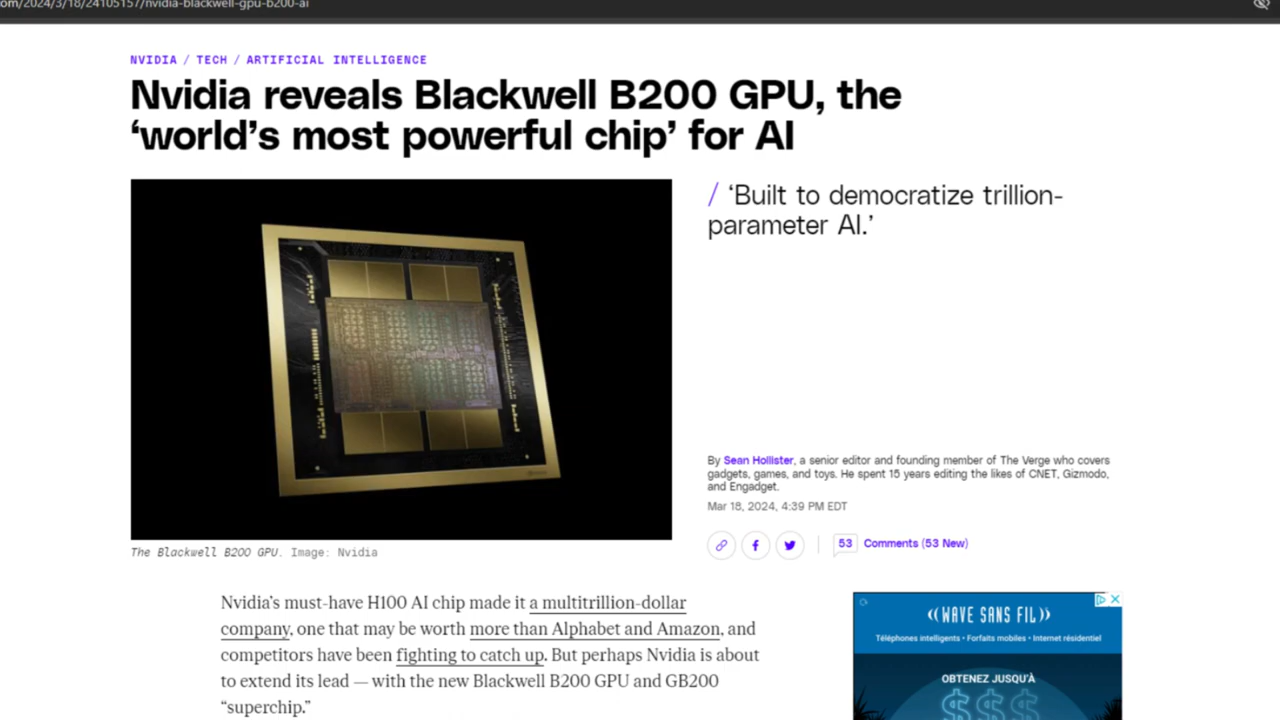 om/2024/3/18/24105157/nvidia-blackwell-gpu-b200-ai
NVIDIA / TECH / ARTIFICIAL INTELLIGENCE
Nvidia reveals Blackwell B200 GPU, the
‘world’s most powerful chip’ for AI
/ ‘Built to democratize trillion-
parameter AI.’
By Sean Hollister, a senior editor and founding member of The Verge who covers
gadgets, games, and toys. He spent 15 years editing the likes of CNET, Gizmodo,
and Engadget.
Mar 18, 2024, 4:39 PM EDT
53 Comments (53 New)
The Blackwell B200 GPU. Image: Nvidia
Nvidia’s must-have H100 AI chip made it a multitrillion-dollar
company, one that may be worth more than Alphabet and Amazon, and
competitors have been fighting to catch up. But perhaps Nvidia is about
to extend its lead — with the new Blackwell B200 GPU and GB200
“superchip.”
WAVE SANS FIL
Téléphones intelligents • Forfaits mobiles • Internet résidentiel
OBTENEZ JUSQU'À
$$$